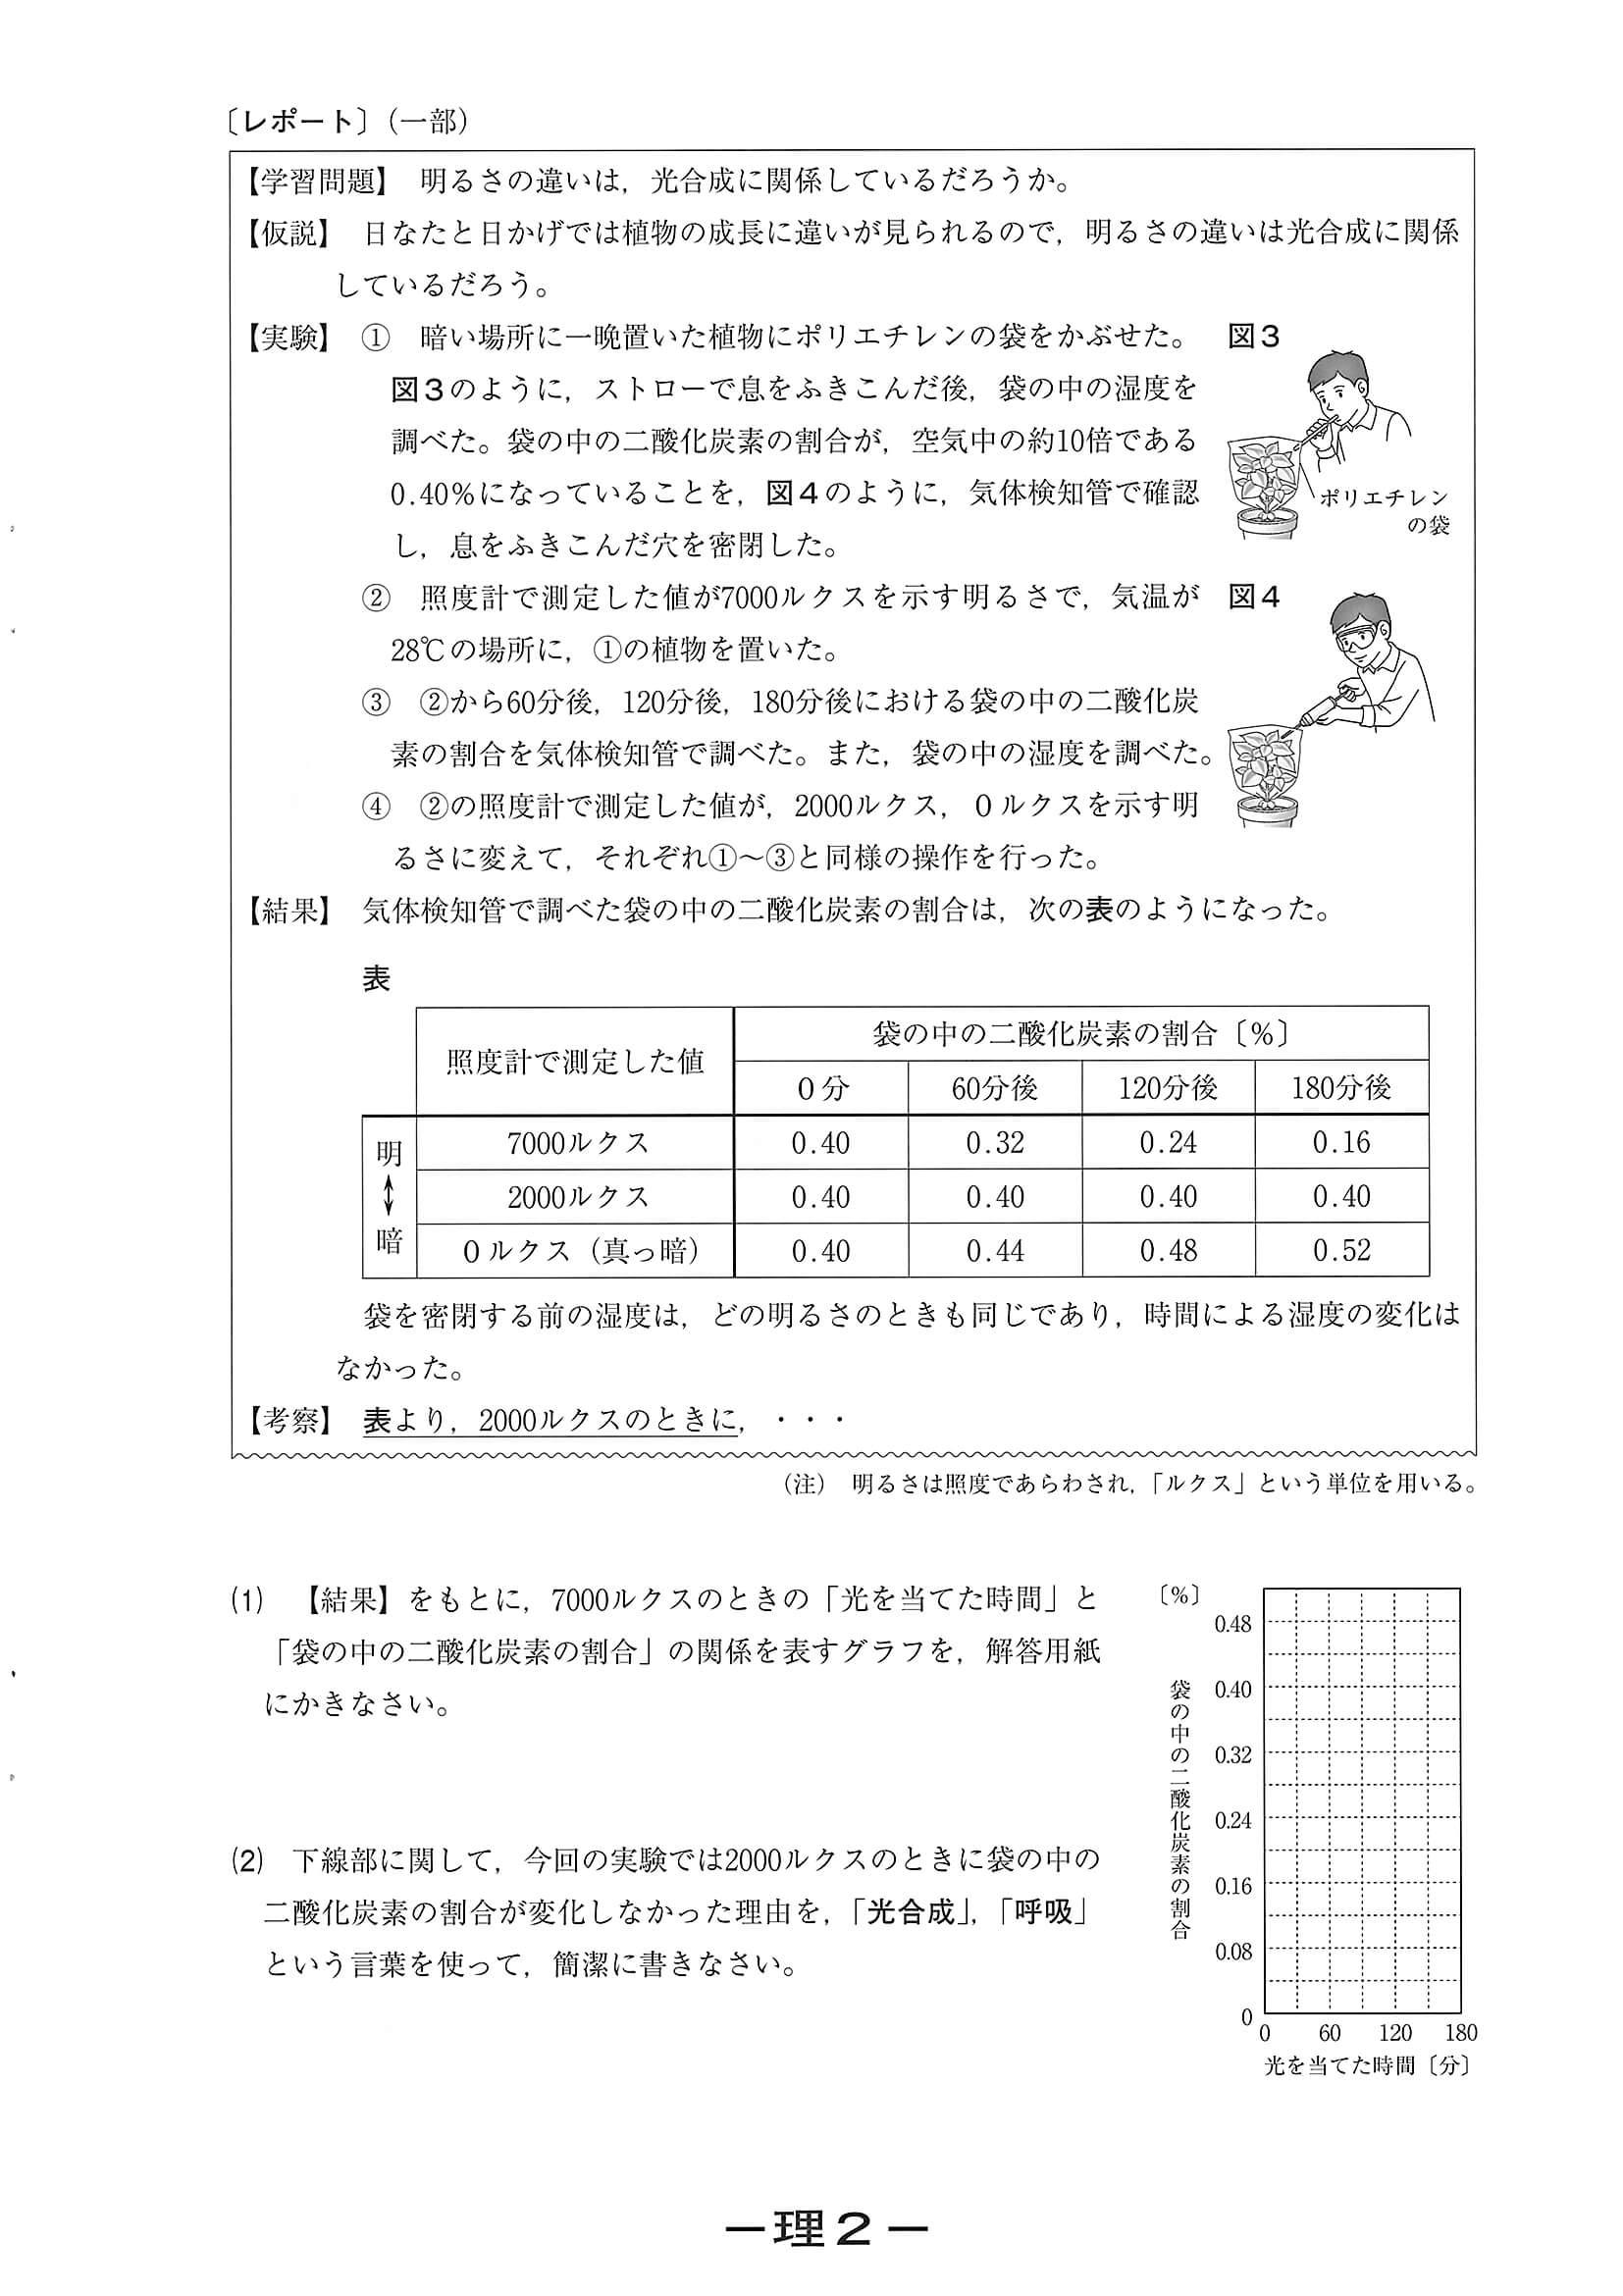 〔レポート〕（一部）
【学習問題】　明るさの違いは，光合成に関係しているだろうか。
【仮説】　日なたと日かげでは植物の成長に違いが見られるので，明るさの違いは光合成に関係
しているだろう。
【実験】　①　暗い場所に一晩置いた植物にポリエチレンの袋をかぶせた。
図3のように，ストローで息をふきこんだ後，袋の中の湿度を
調べた。袋の中の二酸化炭素の割合が，空気中の約10倍である
0.40％になっていることを，図4のように，気体検知管で確認
し，息をふきこんだ穴を密閉した。
②　照度計で測定した値が7000ルクスを示す明るさで，気温が
28℃の場所に，①の植物を置いた。
③　②から60分後，120分後，180分後における袋の中の二酸化炭
素の割合を気体検知管で調べた。また，袋の中の湿度を調べた。
④　②の照度計で測定した値が，2000ルクス，0ルクスを示す明
るさに変えて，それぞれ①～③と同様の操作を行った。
図3
ポリエチレン
の袋
図4
【結果】　気体検知管で調べた袋の中の二酸化炭素の割合は，次の表のようになった。
表
照度計で測定した値　袋の中の二酸化炭素の割合〔％〕
0分　60分後　120分後　180分後
明
↕
暗
7000ルクス　0.40　0.32　0.24　0.16
2000ルクス　0.40　0.40　0.40　0.40
0ルクス（真っ暗）　0.40　0.44　0.48　0.52
袋を密閉する前の湿度は，どの明るさのときも同じであり，時間による湿度の変化は
なかった。
【考察】　表より，2000ルクスのときに，・・・
（注）　明るさは照度であらわされ，「ルクス」という単位を用いる。
(1)　【結果】をもとに，7000ルクスのときの「光を当てた時間」と
「袋の中の二酸化炭素の割合」の関係を表すグラフを，解答用紙
にかきなさい。
(2)　下線部に関して，今回の実験では2000ルクスのときに袋の中の
二酸化炭素の割合が変化しなかった理由を，「光合成」，「呼吸」
という言葉を使って，簡潔に書きなさい。
〔％〕
袋の中の二酸化炭素の割合
0.48
0.40
0.32
0.24
0.16
0.08
0
0　60　120　180
光を当てた時間〔分〕
－理2－